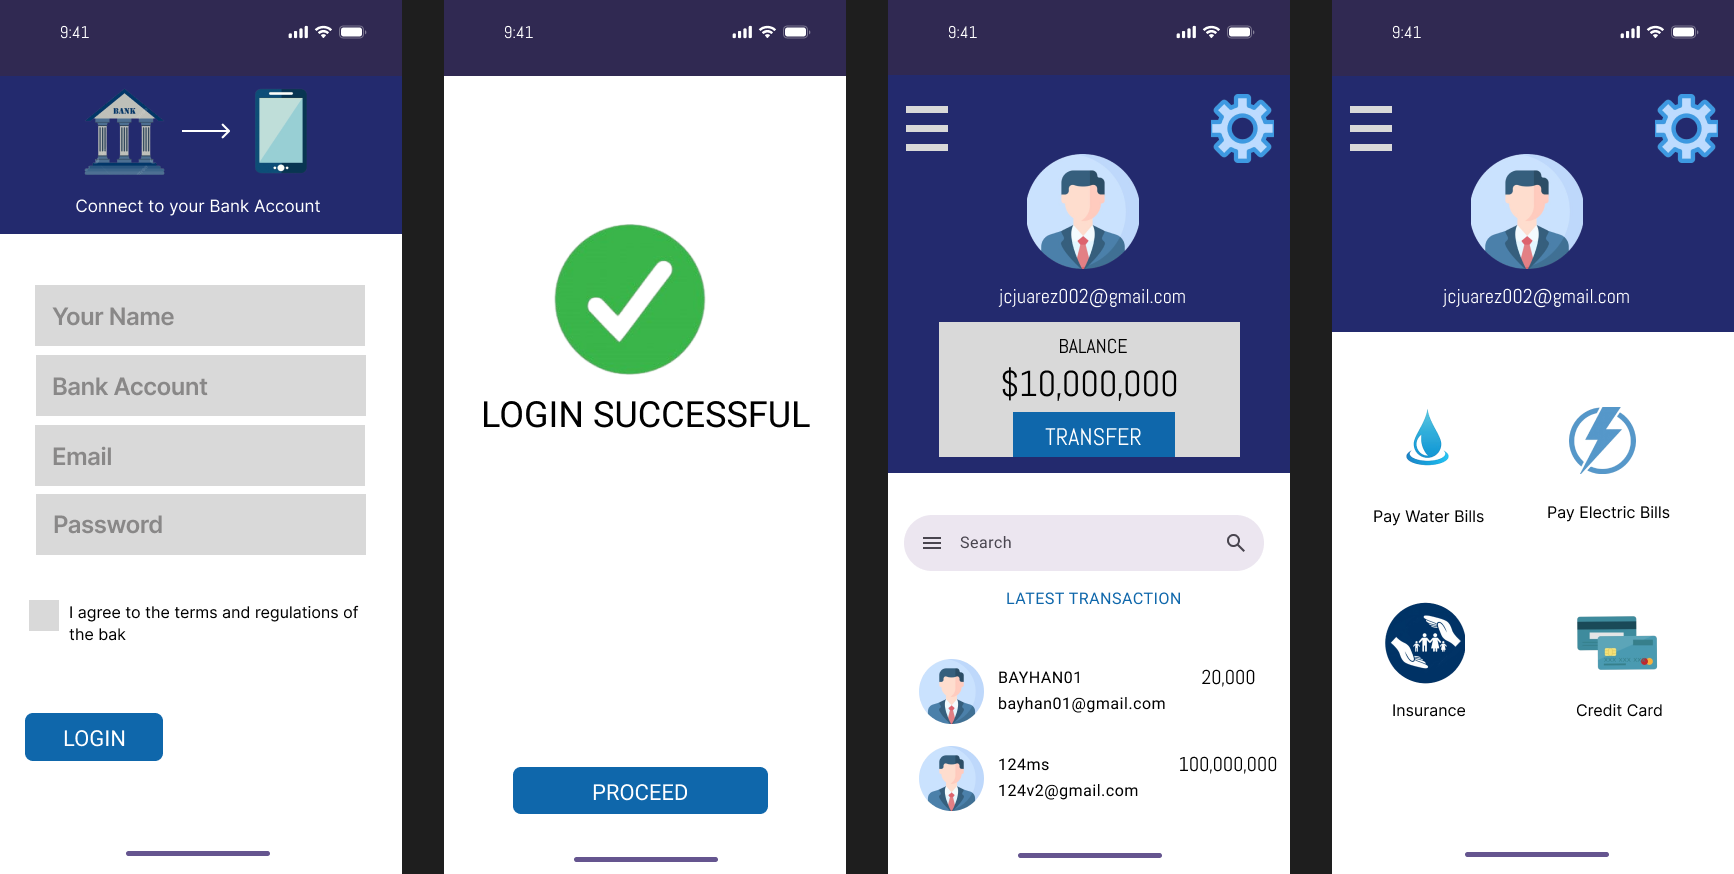 9:41
BANK
Connect to your Bank Account
Your Name
Bank Account
Email
Password
I agree to the terms and regulations of
the bak
LOGIN
9:41
LOGIN SUCCESSFUL
PROCEED
9:41
jcjuarez002@gmail.com
BALANCE
$10,000,000
TRANSFER
Search
LATEST TRANSACTION
BAYHAN01 20,000
bayhan01@gmail.com
124ms 100,000,000
124v2@gmail.com
9:41
jcjuarez002@gmail.com
Pay Water Bills
Pay Electric Bills
Insurance
Credit Card